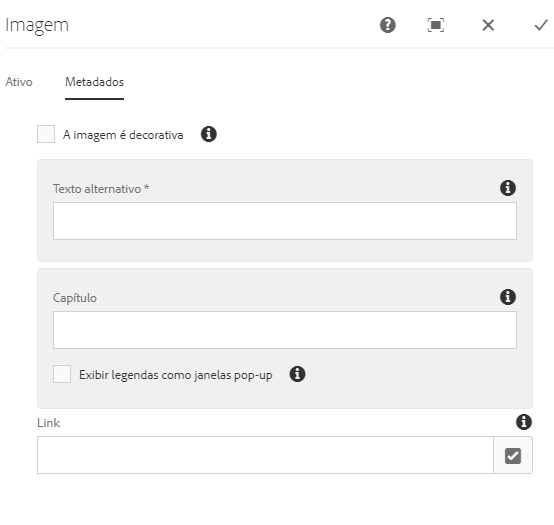 Imagem
Ativo Metadados
A imagem é decorativa
Texto alternativo *
Capítulo
Exibir legendas como janelas pop-up
Link